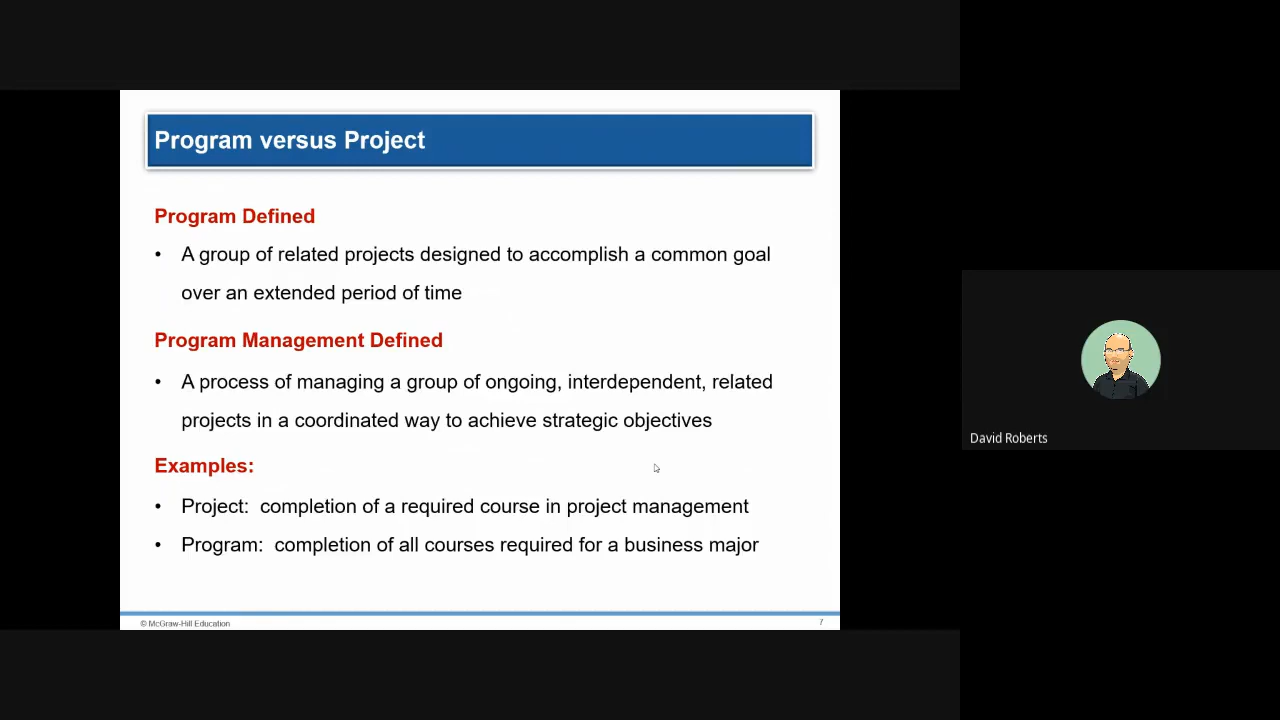 Program versus Project
Program Defined
• A group of related projects designed to accomplish a common goal
over an extended period of time
Program Management Defined
• A process of managing a group of ongoing, interdependent, related
projects in a coordinated way to achieve strategic objectives
Examples:
• Project:  completion of a required course in project management
• Program:  completion of all courses required for a business major
© McGraw-Hill Education
7
David Roberts